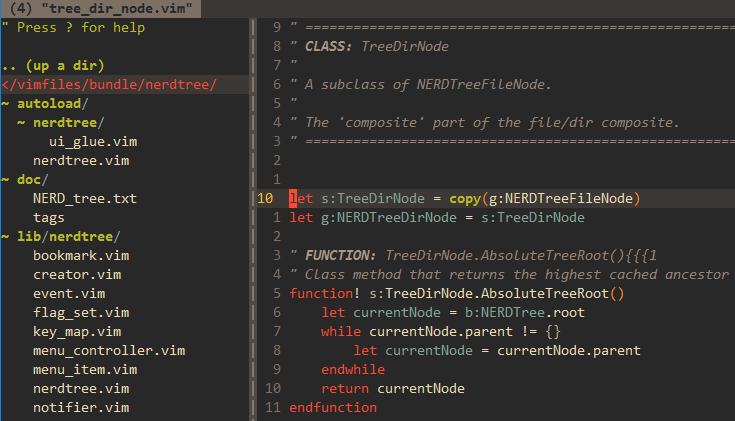 (4) "tree_dir_node.vim"
" Press ? for help
.. (up a dir)
</vimfiles/bundle/nerdtree/
~ autoload/
~ nerdtree/
ui_glue.vim
nerdtree.vim
~ doc/
NERD_tree.txt
tags
~ lib/nerdtree/
bookmark.vim
creator.vim
event.vim
flag_set.vim
key_map.vim
menu_controller.vim
menu_item.vim
nerdtree.vim
notifier.vim
9 " =====================================================
8 " CLASS: TreeDirNode
7 "
6 " A subclass of NERDTreeFileNode.
5 "
4 " The 'composite' part of the file/dir composite.
3 " =====================================================
2
1
10 let s:TreeDirNode = copy(g:NERDTreeFileNode)
1 let g:NERDTreeDirNode = s:TreeDirNode
2
3 " FUNCTION: TreeDirNode.AbsoluteTreeRoot(){{{1
4 " Class method that returns the highest cached ancestor
5 function! s:TreeDirNode.AbsoluteTreeRoot()
6 let currentNode = b:NERDTree.root
7 while currentNode.parent != {}
8 let currentNode = currentNode.parent
9 endwhile
10 return currentNode
11 endfunction